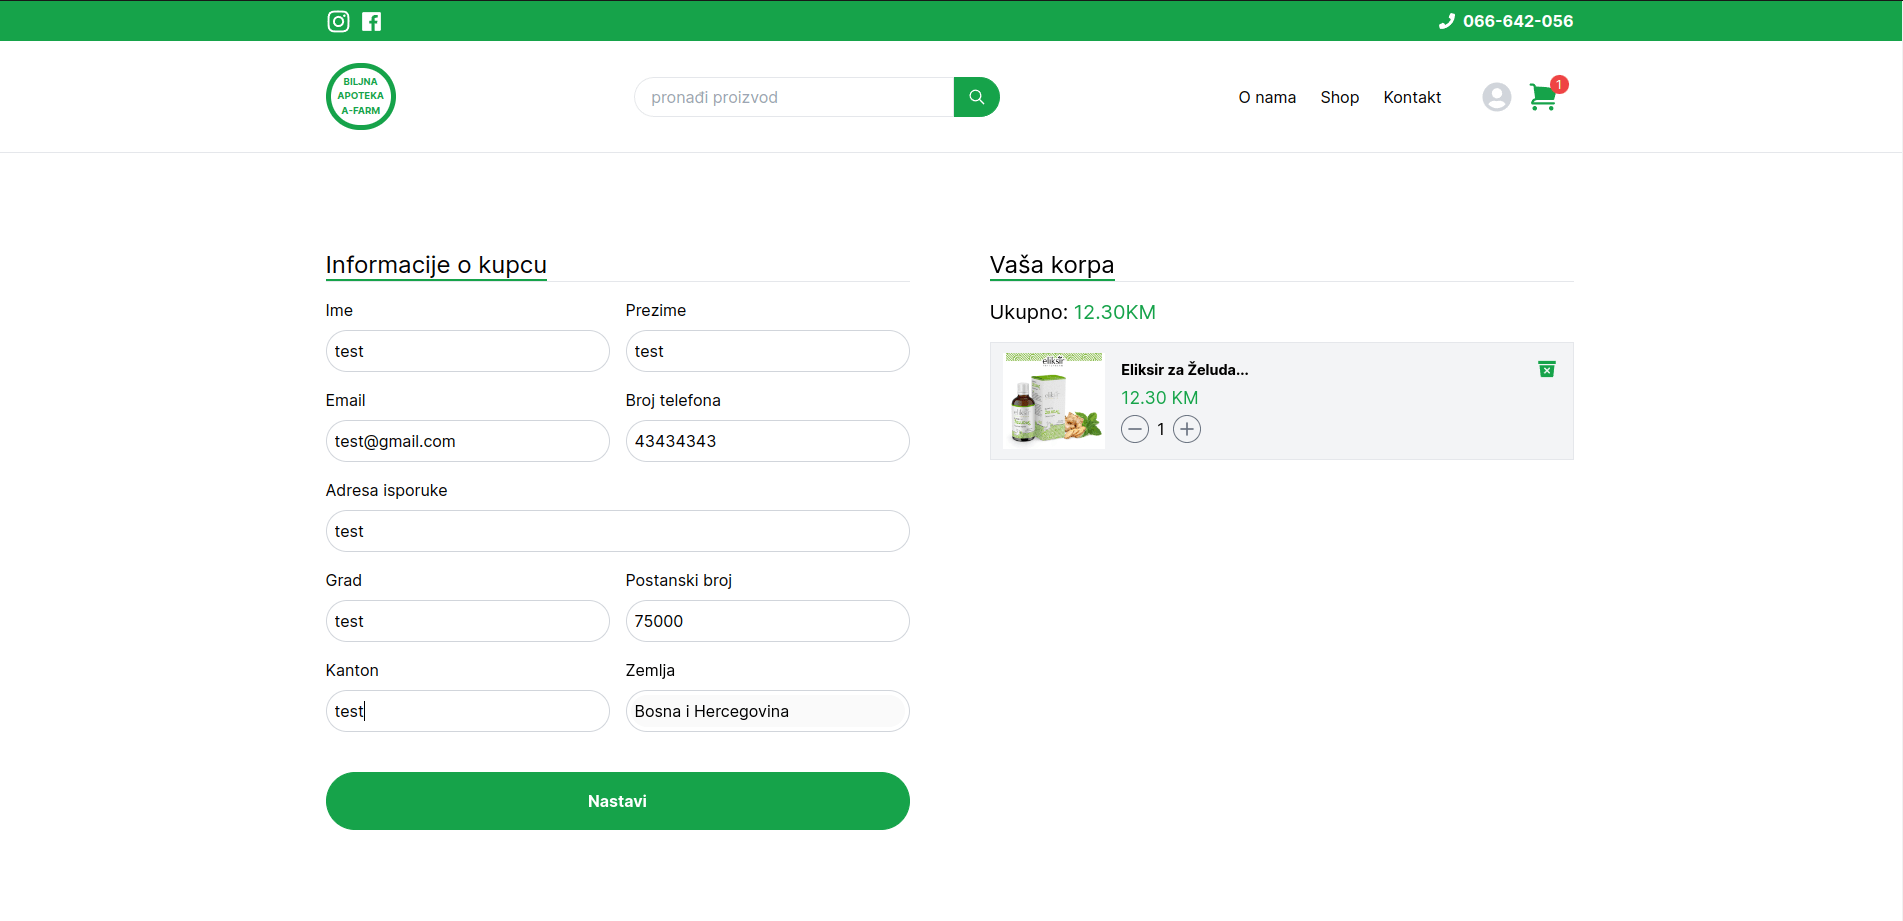 066-642-056
BILJNA
APOTEKA
A-FARM
pronađi proizvod
O nama
Shop
Kontakt
1
Informacije o kupcu
Ime
Prezime
test
test
Email
Broj telefona
test@gmail.com
43434343
Adresa isporuke
test
Grad
Postanski broj
test
75000
Kanton
Zemlja
test
Bosna i Hercegovina
Nastavi
Vaša korpa
Ukupno: 12.30KM
eliksir
Eliksir za Želuda...
12.30 KM
1